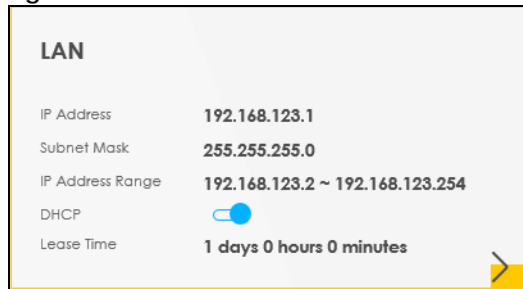 LAN
IP Address 192.168.123.1
Subnet Mask 255.255.255.0
IP Address Range 192.168.123.2 ~ 192.168.123.254
DHCP
Lease Time 1 days 0 hours 0 minutes